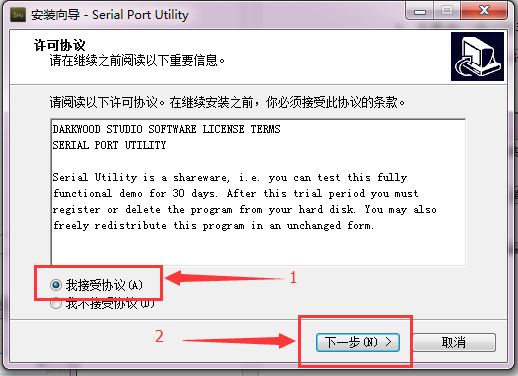 安装向导 - Serial Port Utility
许可协议
请在继续之前阅读以下重要信息。
请阅读以下许可协议。在继续安装之前，你必须接受此协议的条款。
DARKWOOD STUDIO SOFTWARE LICENSE TERMS
SERIAL PORT UTILITY
Serial Utility is a shareware, i.e. you can test this fully
functional demo for 30 days. After this trial period you must
register or delete the program from your hard disk. You may also
freely redistribute this program in an unchanged form.
我接受协议(A)
1
我不接受协议(D)
2
下一步(N) >
取消